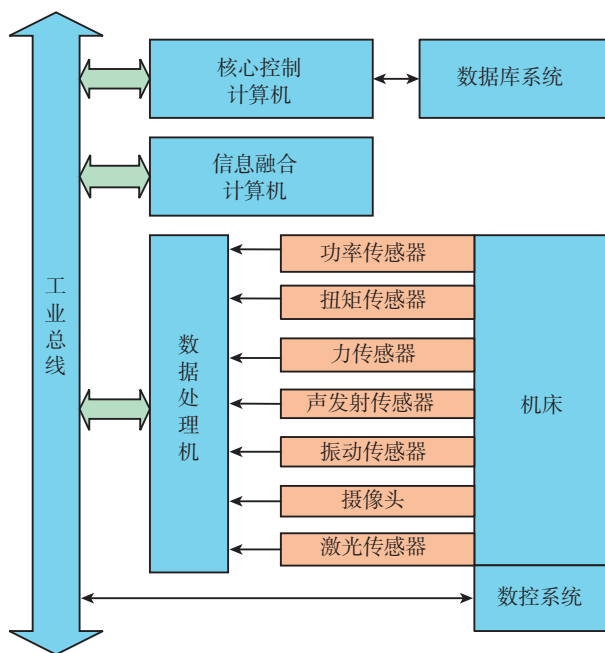 核心控制
计算机
数据库系统
信息融合
计算机
工业总线
数据处理机
功率传感器
扭矩传感器
力传感器
声发射传感器
振动传感器
摄像头
激光传感器
机床
数控系统